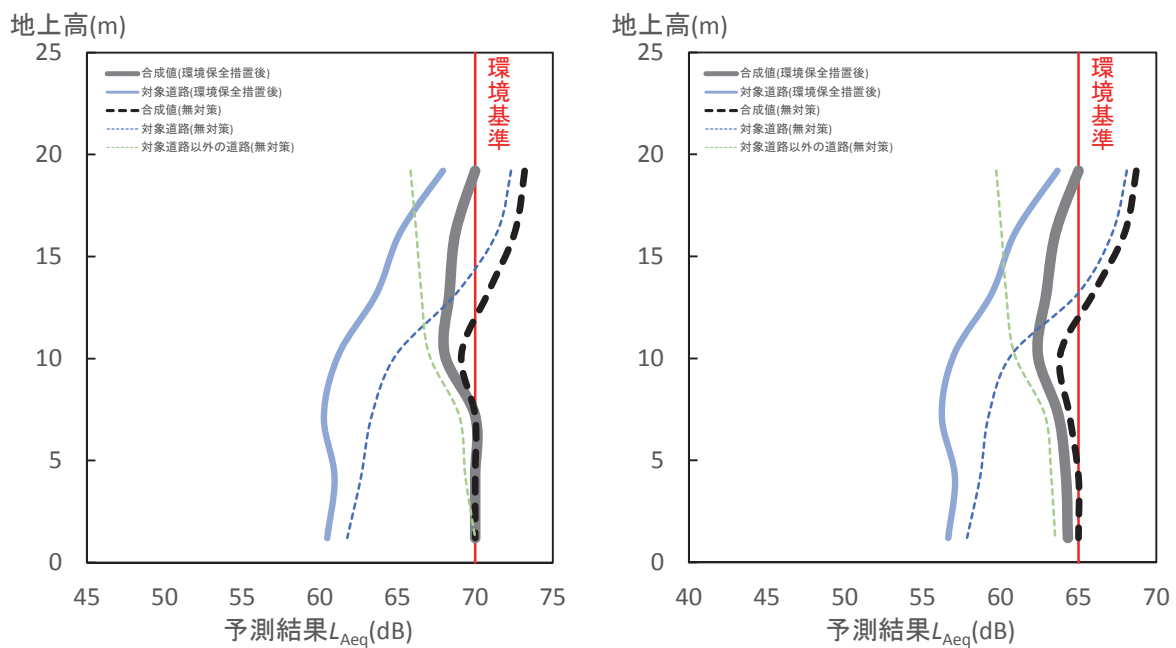 地上高(m)
25
20
15
10
5
0
合成値(環境保全措置後)
対象道路(環境保全措置後)
合成値(無対策)
対象道路(無対策)
対象道路以外の道路(無対策)
環境基準
45 50 55 60 65 70 75
予測結果LAeq(dB)
地上高(m)
25
20
15
10
5
0
合成値(環境保全措置後)
対象道路(環境保全措置後)
合成値(無対策)
対象道路(無対策)
対象道路以外の道路(無対策)
環境基準
40 45 50 55 60 65 70
予測結果LAeq(dB)